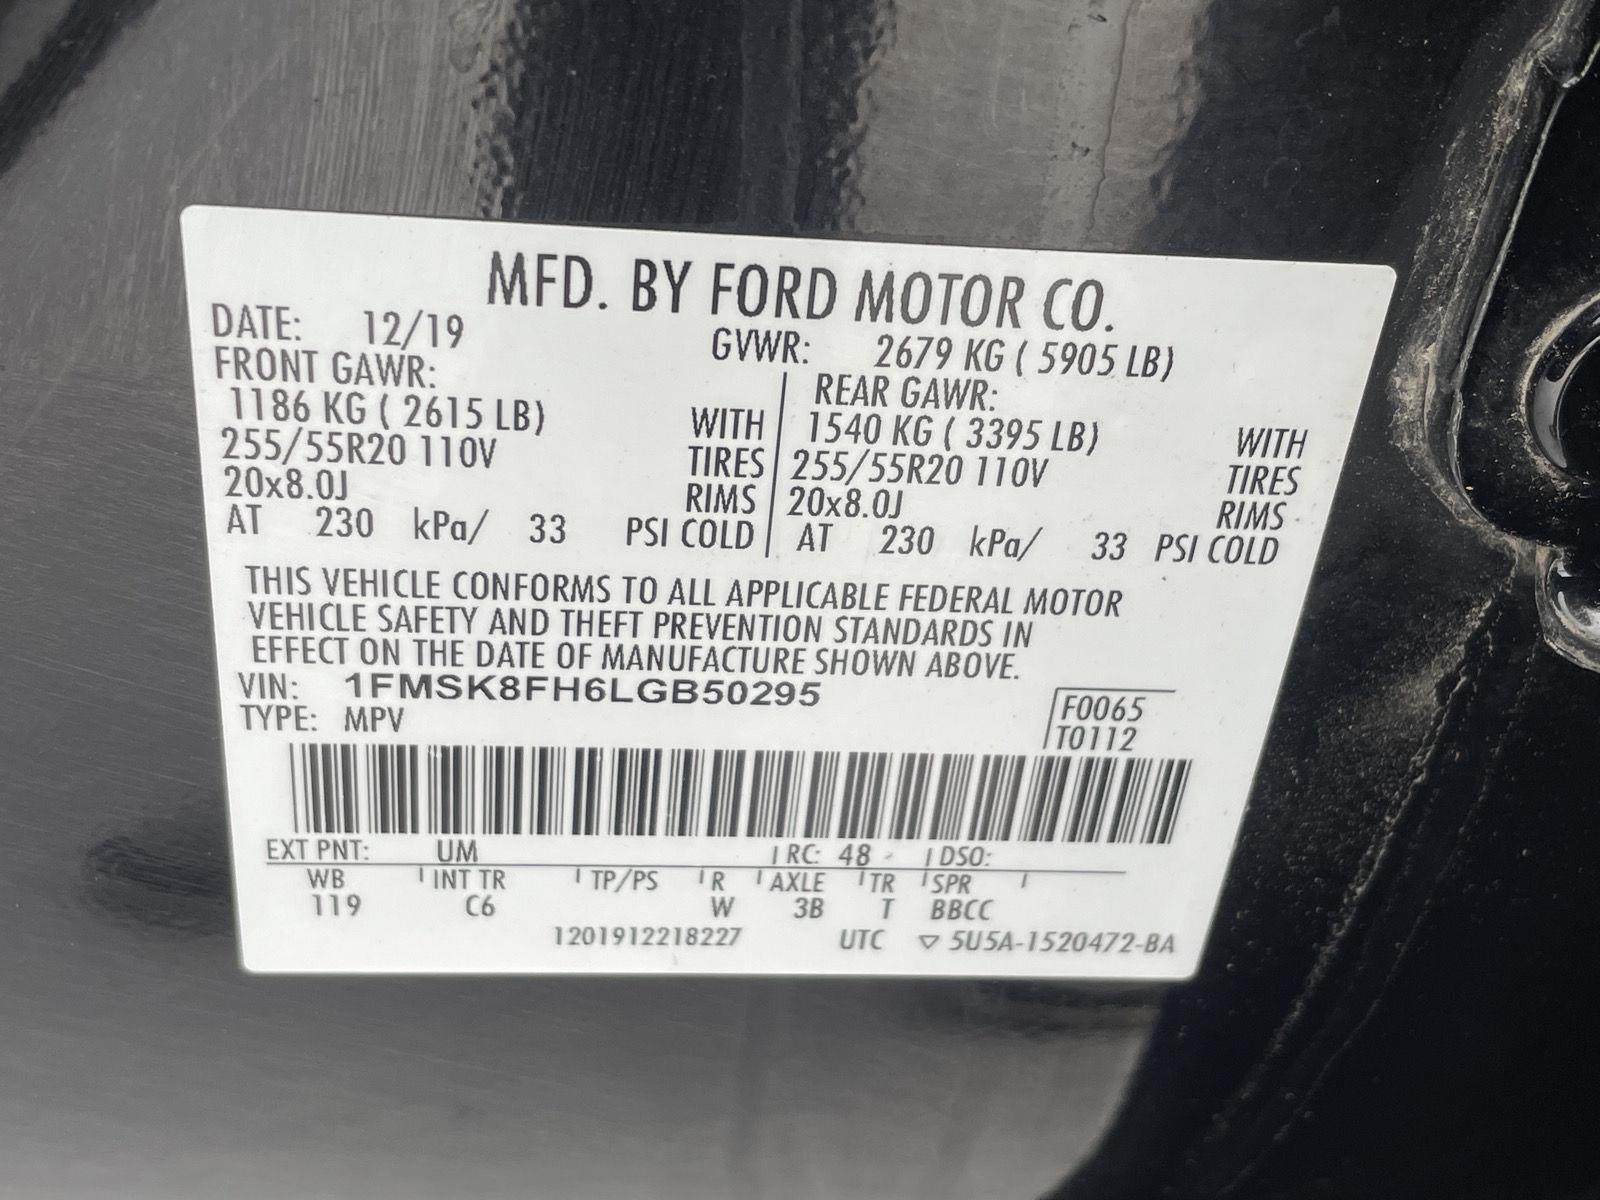 MFD. BY FORD MOTOR CO.
DATE: 12/19 GVWR: 2679 KG ( 5905 LB)
FRONT GAWR: REAR GAWR:
1186 KG ( 2615 LB) WITH 1540 KG ( 3395 LB) WITH
255/55R20 110V TIRES 255/55R20 110V TIRES
20x8.0J RIMS 20x8.0J RIMS
AT 230 kPa/ 33 PSI COLD AT 230 kPa/ 33 PSI COLD
THIS VEHICLE CONFORMS TO ALL APPLICABLE FEDERAL MOTOR
VEHICLE SAFETY AND THEFT PREVENTION STANDARDS IN
EFFECT ON THE DATE OF MANUFACTURE SHOWN ABOVE.
VIN: 1FMSK8FH6LGB50295 F0065
TYPE: MPV T0112
EXT PNT: UM RC: 48 DSO:
WB INT TR TP/PS R AXLE TR SPR
119 C6 W 3B T BBCC
1201912218227 UTC ▽ 5U5A-1520472-BA